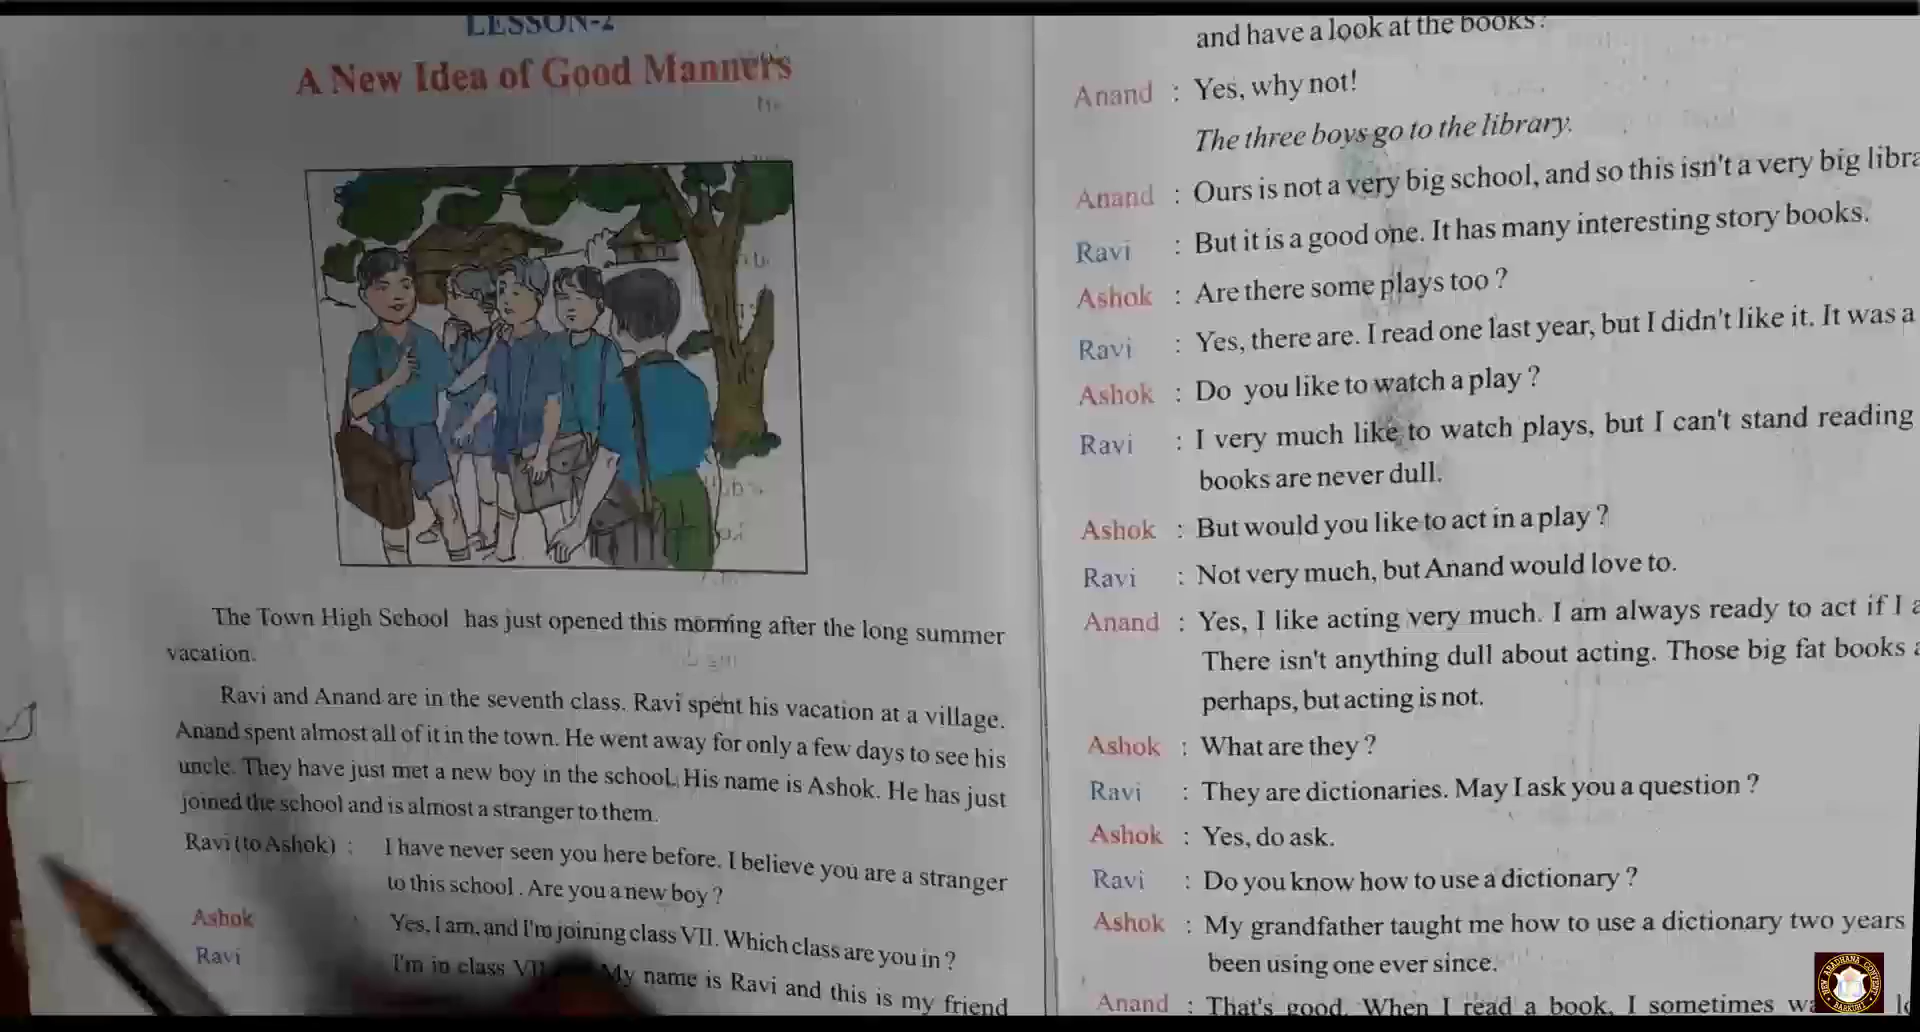 LESSON-2
A New Idea of Good Manners
The Town High School has just opened this morning after the long summer
vacation.
Ravi and Anand are in the seventh class. Ravi spent his vacation at a village.
Anand spent almost all of it in the town. He went away for only a few days to see his
uncle. They have just met a new boy in the school. His name is Ashok. He has just
joined the school and is almost a stranger to them.
Ravi (to Ashok) : I have never seen you here before. I believe you are a stranger
to this school . Are you a new boy ?
Ashok : Yes, I am, and I'm joining class VII. Which class are you in ?
Ravi I'm in class My name is Ravi and this is my friend
and have a look at the books?
Anand : Yes, why not!
The three boys go to the library.
Anand : Ours is not a very big school, and so this isn't a very big
Ravi : But it is a good one. It has many interesting story books.
Ashok : Are there some plays too ?
Ravi : Yes, there are. I read one last year, but I didn't like it. It was a
Ashok : Do you like to watch a play ?
Ravi : I very much like to watch plays, but I can't stand reading
books are never dull.
Ashok : But would you like to act in a play ?
Ravi : Not very much, but Anand would love to.
Anand : Yes, I like acting very much. I am always ready to act if I
There isn't anything dull about acting. Those big fat books
perhaps, but acting is not.
Ashok : What are they ?
Ravi : They are dictionaries. May I ask you a question ?
Ashok : Yes, do ask.
Ravi : Do you know how to use a dictionary ?
Ashok : My grandfather taught me how to use a dictionary two years
been using one ever since.
Anand : That's good. When I read a book, I sometimes
NEW ARADHANA CONVENT
BARKUHI